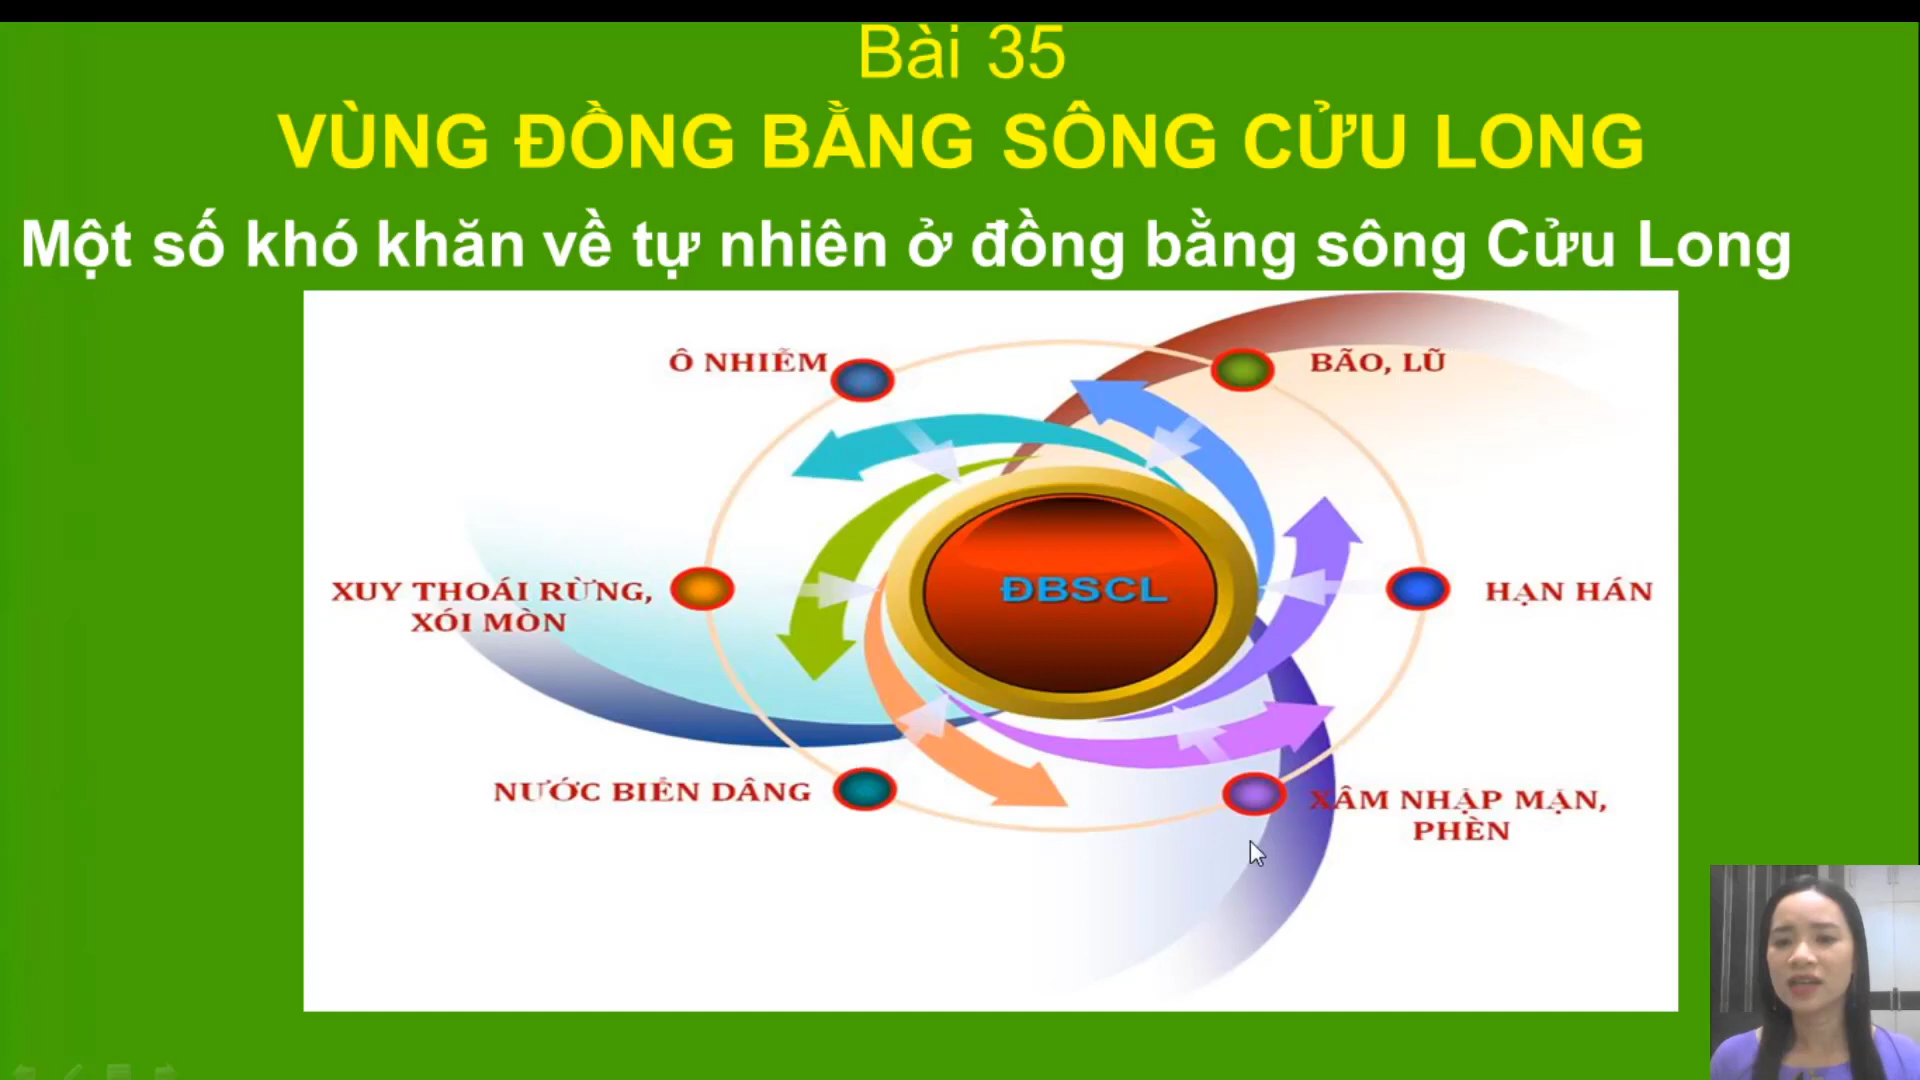 Bài 35
VÙNG ĐỒNG BẰNG SÔNG CỬU LONG
Một số khó khăn về tự nhiên ở đồng bằng sông Cửu Long
Ô NHIỄM
BÃO, LŨ
XUY THOÁI RỪNG,
XÓI MÒN
ĐBSCL
HẠN HÁN
NƯỚC BIỂN DÂNG
XÂM NHẬP MẶN,
PHÈN